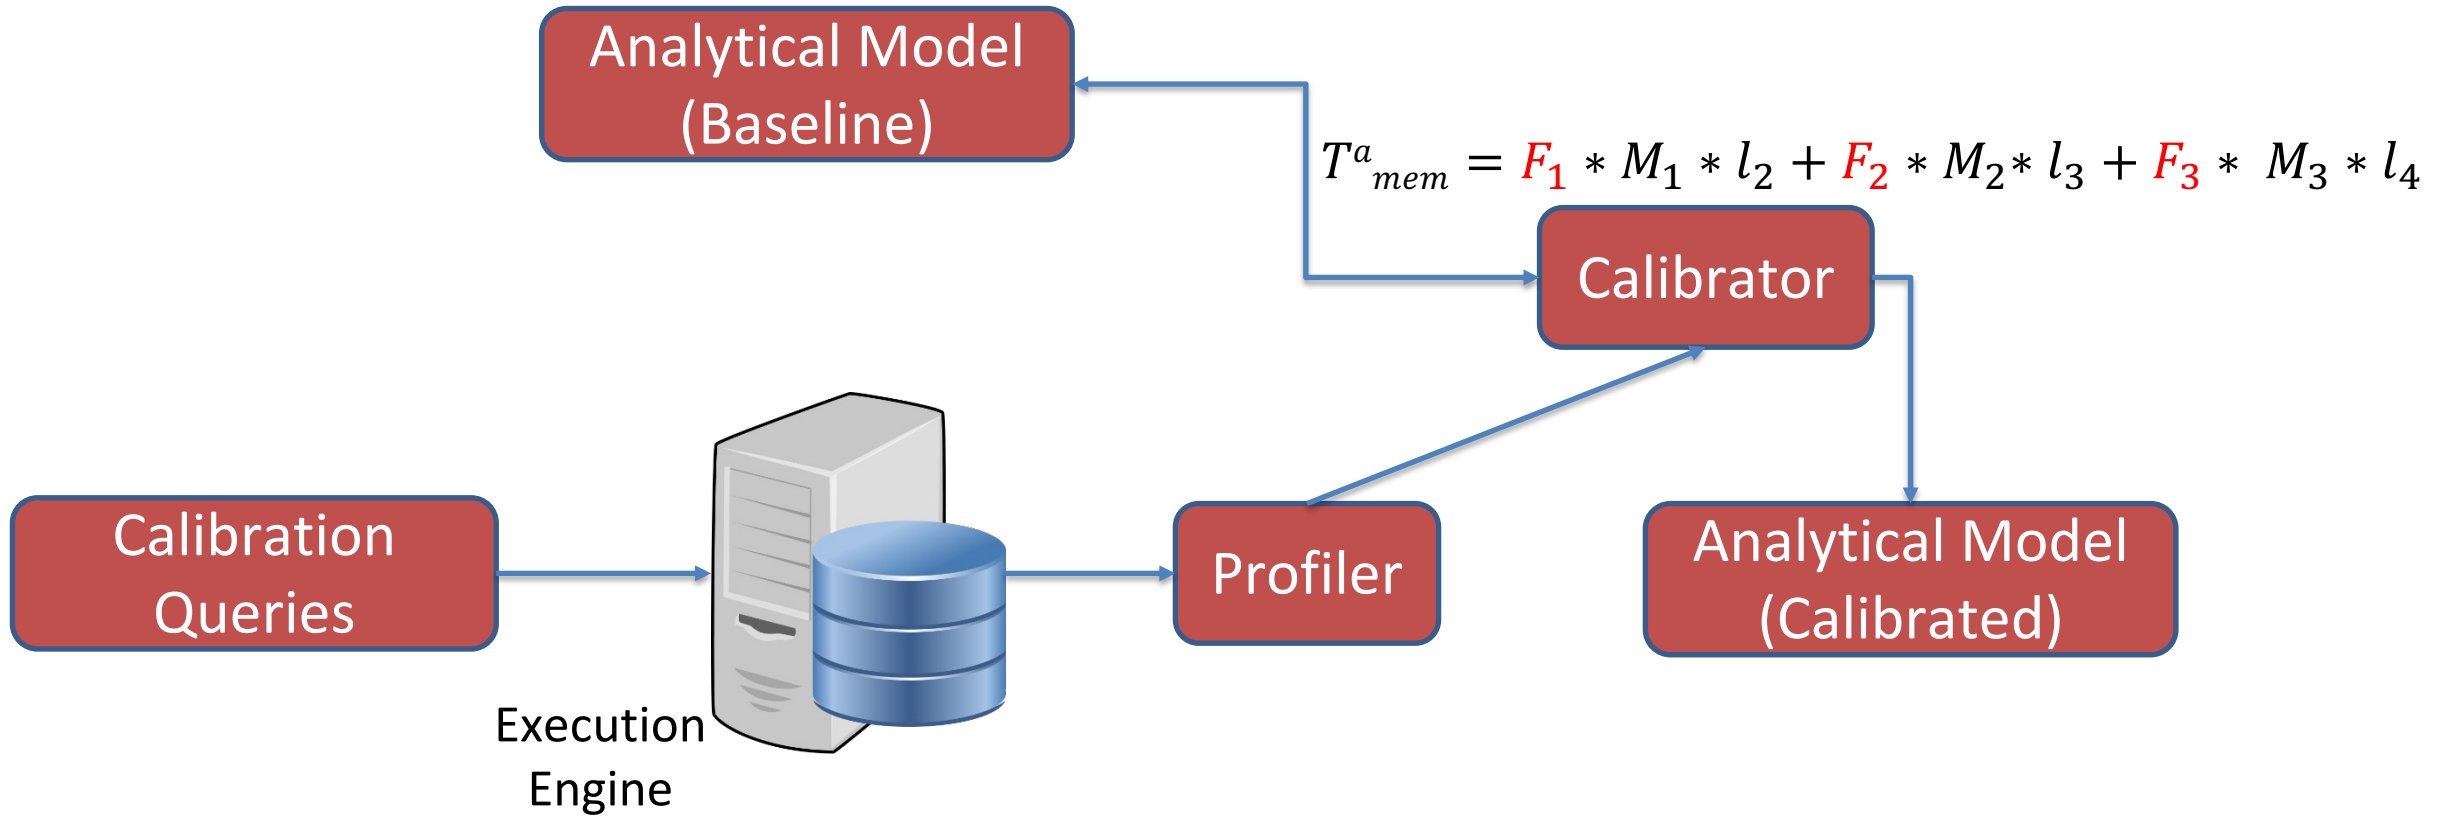 Analytical Model
(Baseline)
T^a_mem = F_1 * M_1 * l_2 + F_2 * M_2 * l_3 + F_3 * M_3 * l_4
Calibrator
Calibration
Queries
Execution
Engine
Profiler
Analytical Model
(Calibrated)